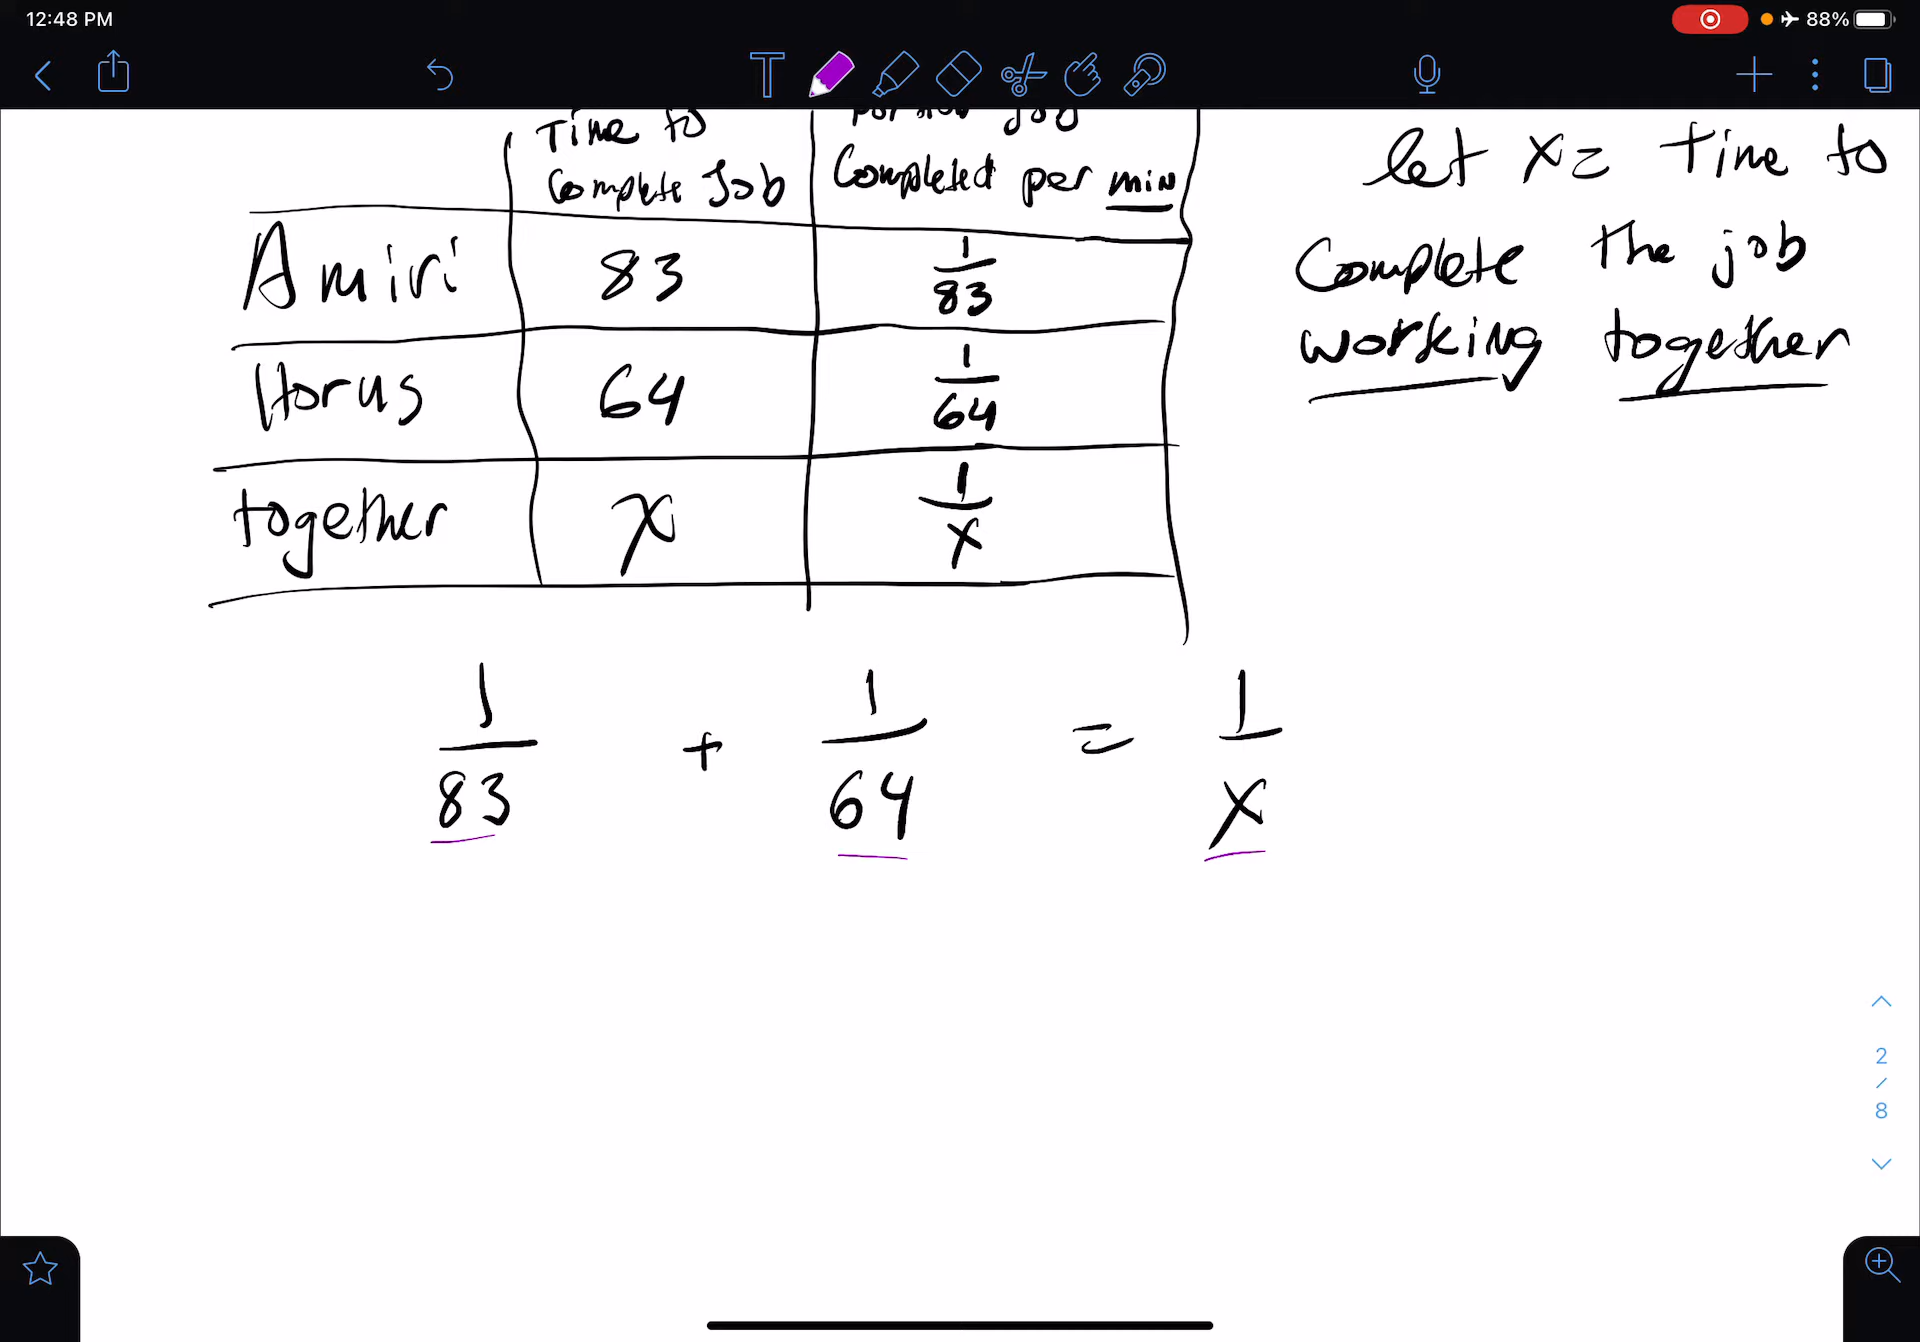 12:48 PM
88%
T
Time to
Complete Job
Job
Completed per min
let x = Time to
Complete the job
working together
Amiri 83 1/83
Horus 64 1/64
together x 1/x
1/83 + 1/64 = 1/x
2
/
8